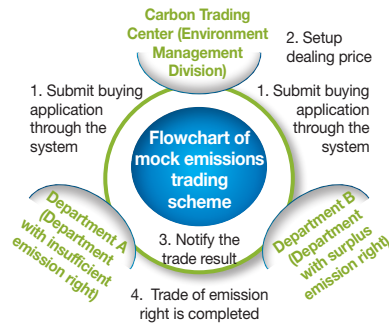 Carbon Trading
Center (Environment
Management
Division)
2. Setup
dealing price
1. Submit buying
application
through the
system
1. Submit buying
application
through the
system
Flowchart of
mock emissions
trading
scheme
Department A
(Department
with insufficient
emission right)
Department B
(Department
with surplus
emission right)
3. Notify the
trade result
4. Trade of emission
right is completed